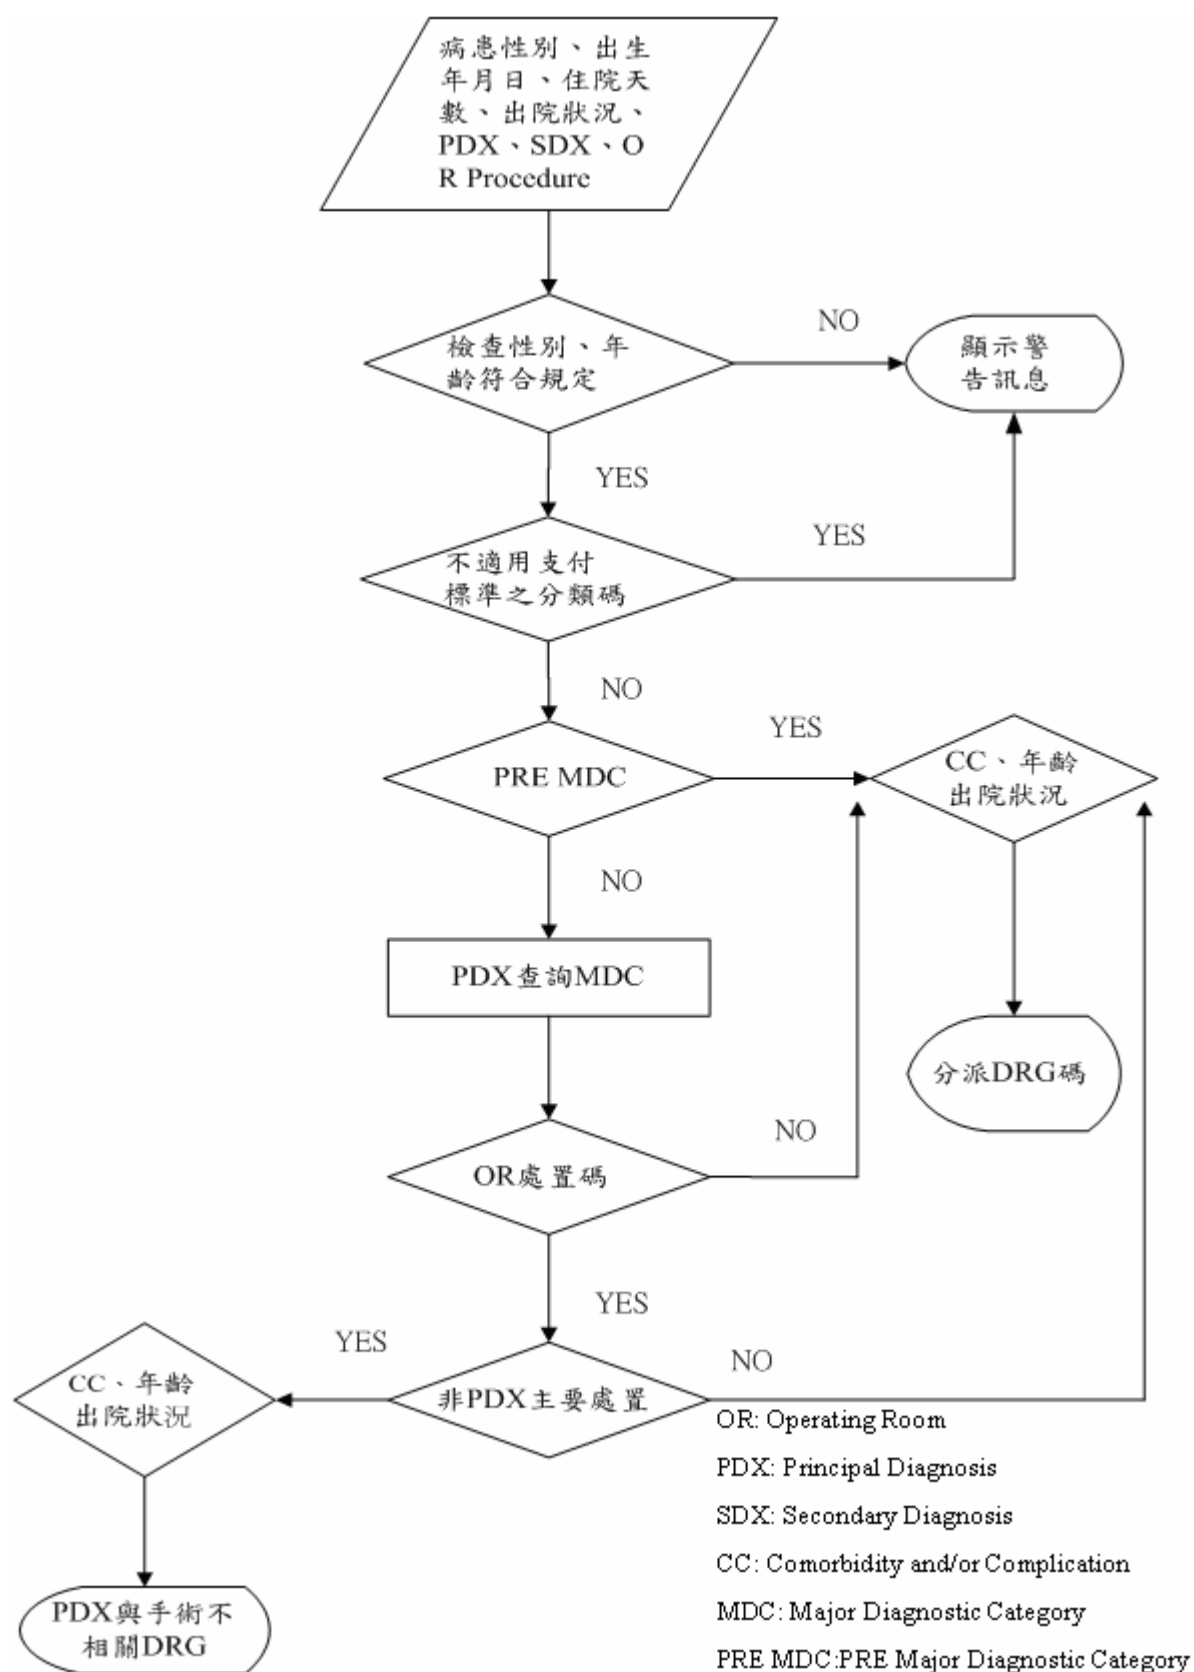 病患性別、出生
年月日、住院天
數、出院狀況、
PDX、SDX、O
R Procedure
NO
檢查性別、年
齡符合規定
顯示警
告訊息
YES
YES
不適用支付
標準之分類碼
NO
YES
PRE MDC
CC、年齡
出院狀況
NO
PDX查詢MDC
分派DRG碼
NO
OR處置碼
YES
YES
NO
CC、年齡
出院狀況
非PDX主要處置
OR: Operating Room
PDX: Principal Diagnosis
SDX: Secondary Diagnosis
CC: Comorbidity and/or Complication
MDC: Major Diagnostic Category
PRE MDC:PRE Major Diagnostic Category
PDX與手術不
相關DRG